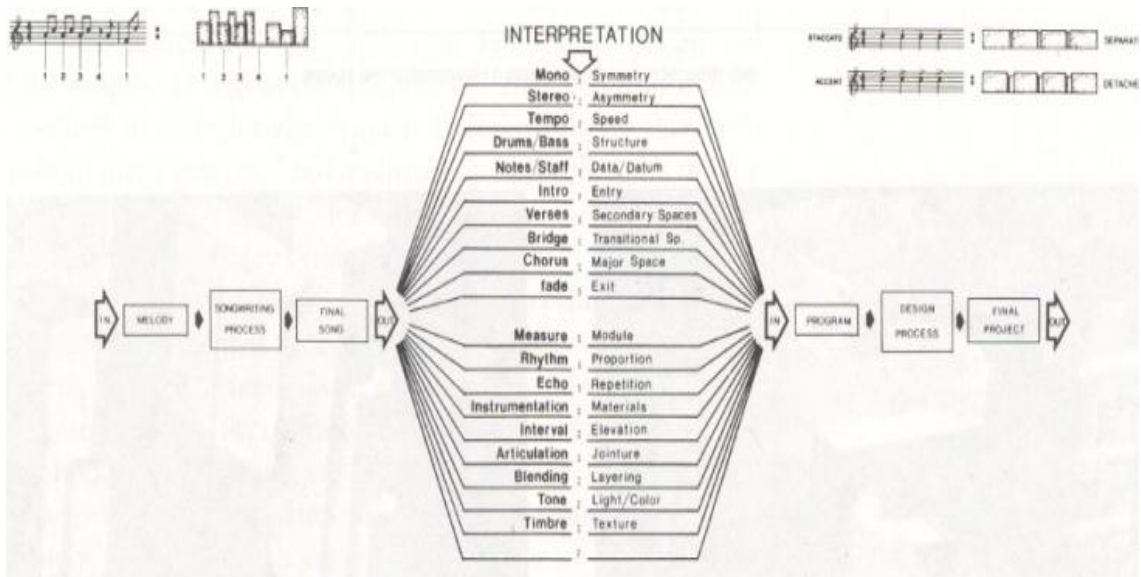 1 2 3 4 1
1 2 3 4 1
INTERPRETATION
Mono : Symmetry
Stereo : Asymmetry
Tempo : Speed
Drums/Bass : Structure
Notes/Staff : Data/Datum
Intro : Entry
Verses : Secondary Spaces
Bridge : Transitional Sp.
Chorus : Major Space
fade : Exit
Measure : Module
Rhythm : Proportion
Echo : Repetition
Instrumentation : Materials
Interval : Elevation
Articulation : Jointure
Blending : Layering
Tone : Light/Color
Timbre : Texture
:
STACCATO : SEPARAT
ACCENT : DETACHE
IN
MELODY
SONGWRITING
PROCESS
FINAL
SONG
OUT
IN
PROGRAM
DESIGN
PROCESS
FINAL
PROJECT
OUT